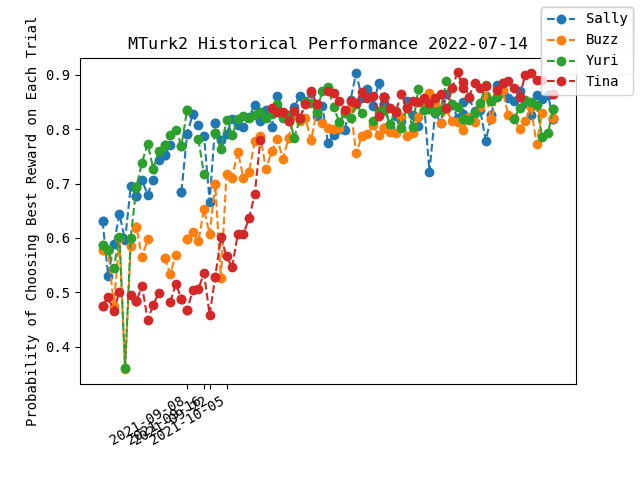 MTurk2 Historical Performance 2022-07-14
Sally
Buzz
Yuri
Tina
Probability of Choosing Best Reward on Each Trial
0.9
0.8
0.7
0.6
0.5
0.4
2021-09-08
2021-10-05